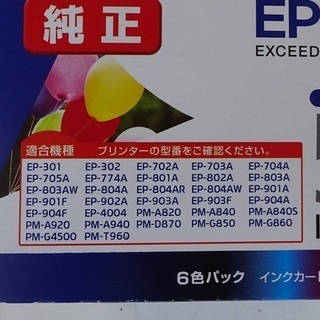 純正
EP
EXCEED
適合機種 プリンターの型番をご確認ください。
EP-301 EP-302 EP-702A EP-703A EP-704A
EP-705A EP-774A EP-801A EP-802A EP-803A
EP-803AW EP-804A EP-804AR EP-804AW EP-901A
EP-901F EP-902A EP-903A EP-903F EP-904A
EP-904F EP-4004 PM-A820 PM-A840 PM-A840S
PM-A920 PM-A940 PM-D870 PM-G850 PM-G860
PM-G4500 PM-T960
6色パック インクカー